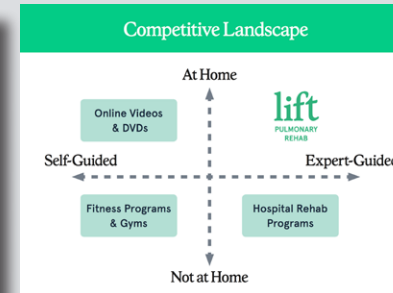 Competitive Landscape
At Home
Online Videos
& DVDs
lift
PULMONARY
REHAB
Self-Guided
Expert-Guided
Fitness Programs
& Gyms
Hospital Rehab
Programs
Not at Home